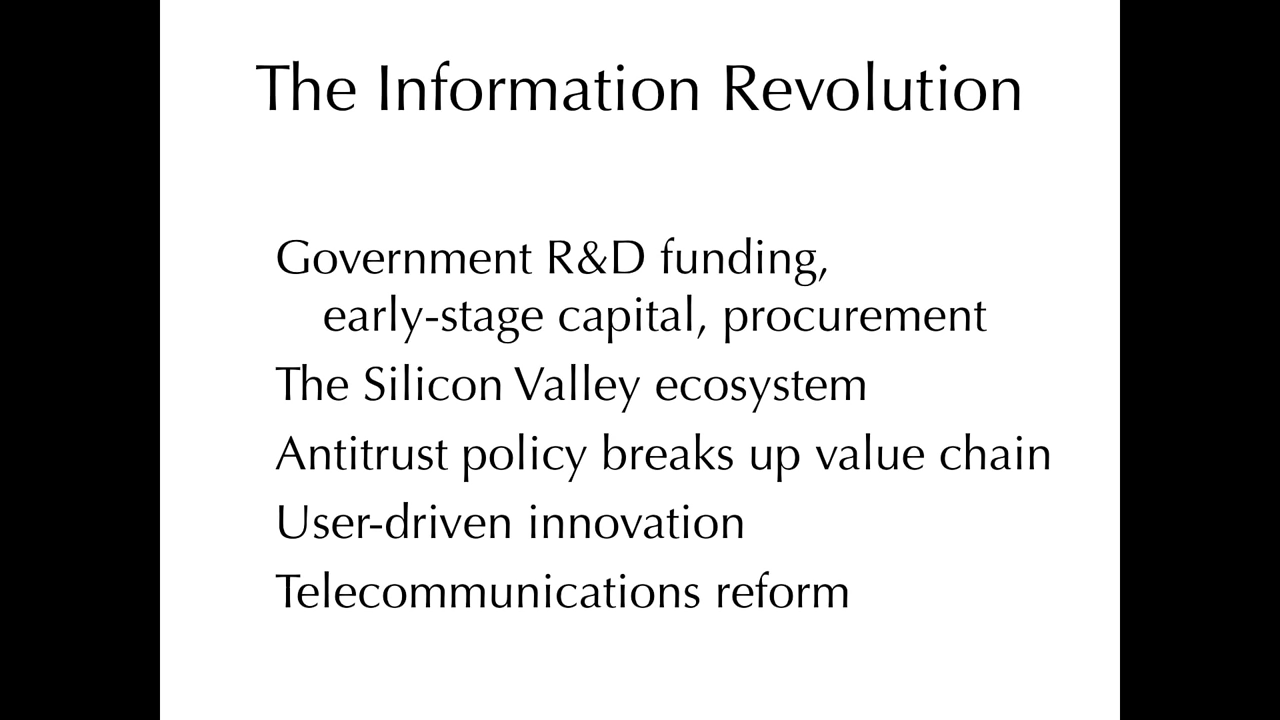 The Information Revolution
Government R&D funding,
early-stage capital, procurement
The Silicon Valley ecosystem
Antitrust policy breaks up value chain
User-driven innovation
Telecommunications reform